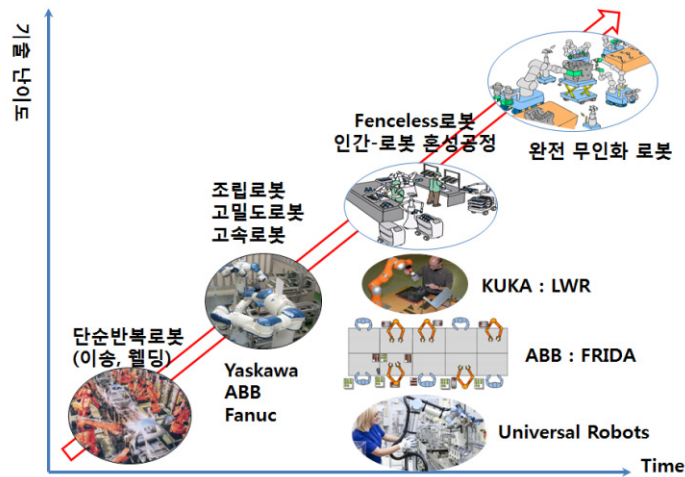 기술 난이도
Fenceless로봇
인간-로봇 혼성공정
완전 무인화 로봇
조립로봇
고밀도로봇
고속로봇
KUKA : LWR
단순반복로봇
(이송, 웰딩)
Yaskawa
ABB
Fanuc
ABB : FRIDA
Universal Robots
Time